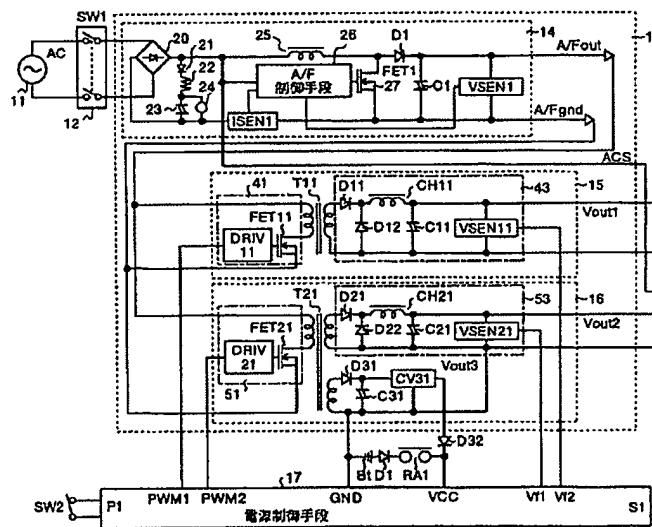 SW1
20
21
25
26
D1
14
1
AC
22
A/F
制御手段
FET1
27
C1
VSEN1
A/Fout
11
12
23
24
ISEN1
A/Fgnd
ACS
41
T11
D11
CH11
43
15
FET11
DRIV
11
D12
C11
VSEN11
Vout1
T21
D21
CH21
53
16
FET21
DRIV
21
D22
C21
VSEN21
Vout2
51
D31
Vout3
C31
CV31
D32
Bt
D1
RA1
17
SW2
P1
PWM1
PWM2
GND
VCC
Vf1
Vf2
S1
電源制御手段